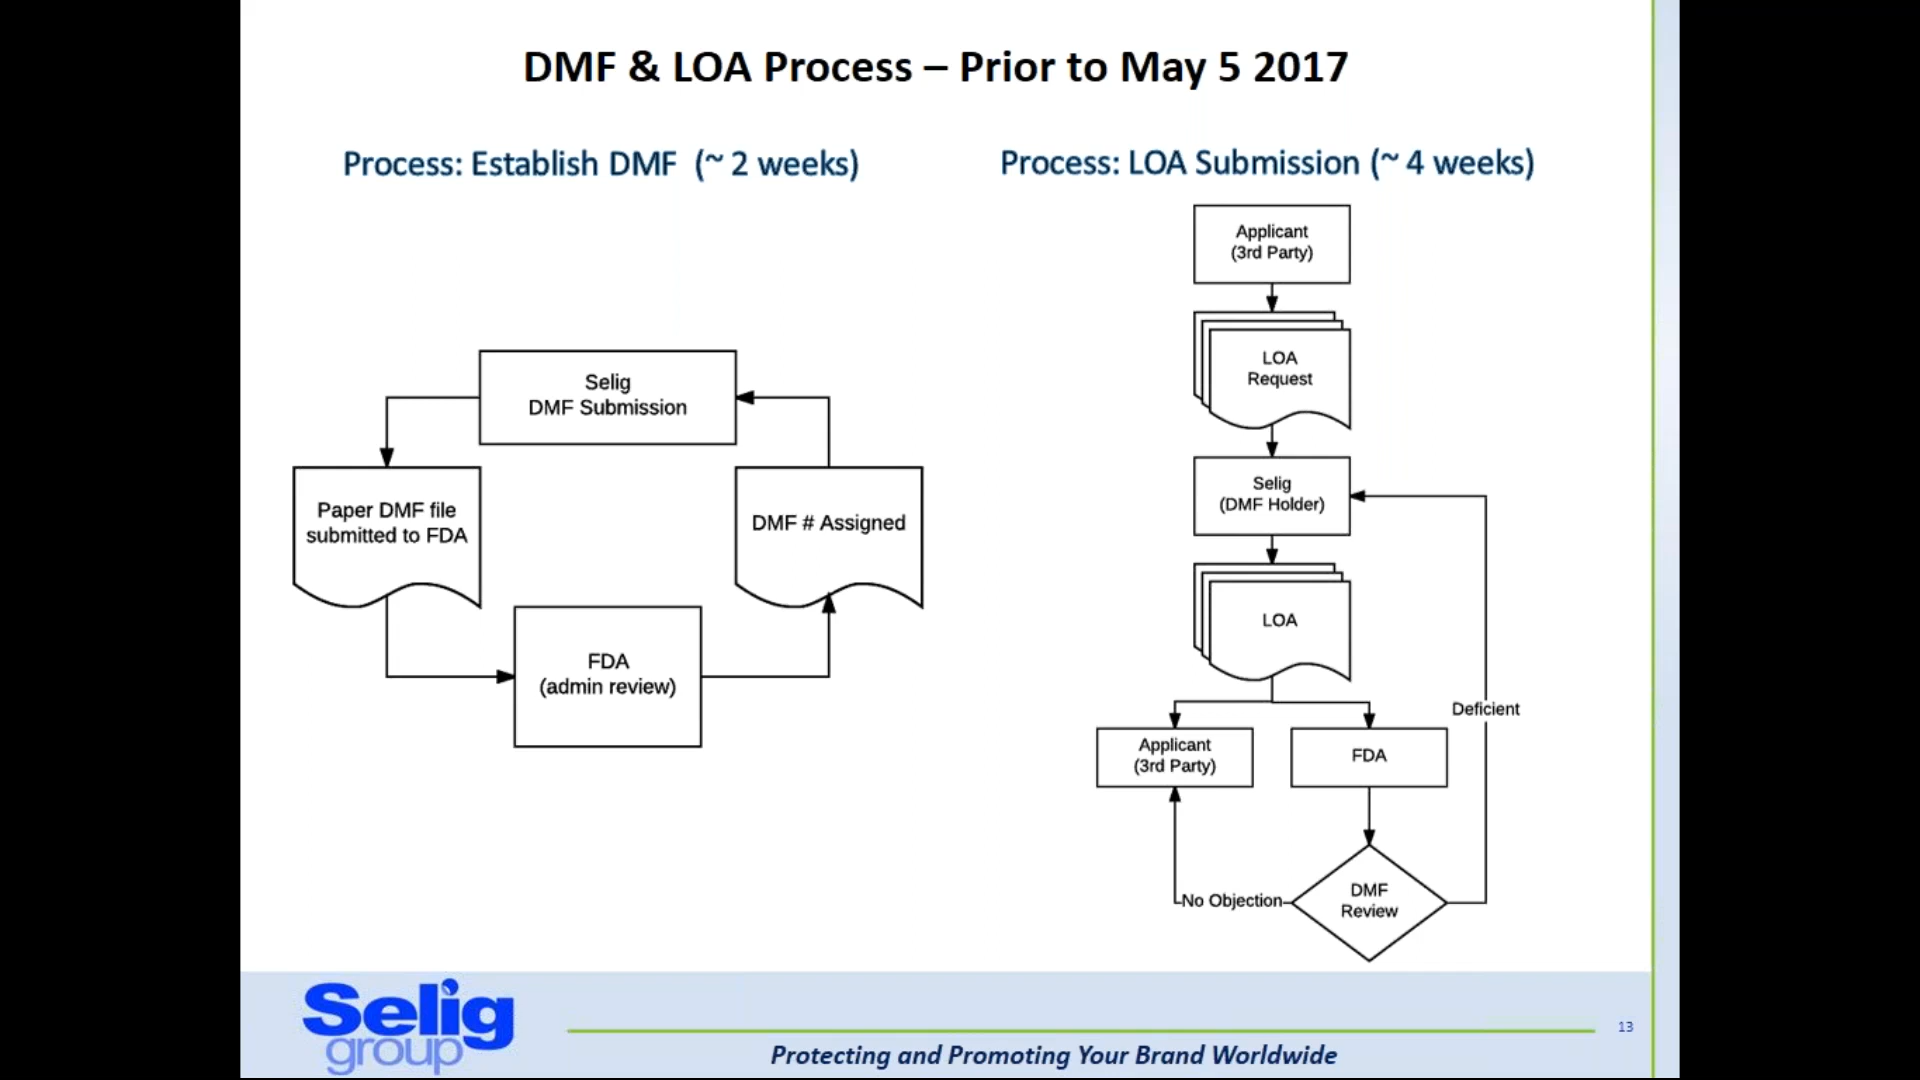 DMF & LOA Process – Prior to May 5 2017
Process: Establish DMF (~ 2 weeks)
Selig
DMF Submission
Paper DMF file
submitted to FDA
DMF # Assigned
FDA
(admin review)
Process: LOA Submission (~ 4 weeks)
Applicant
(3rd Party)
LOA
Request
Selig
(DMF Holder)
LOA
Deficient
Applicant
(3rd Party)
FDA
No Objection
DMF
Review
Selig
group
13
Protecting and Promoting Your Brand Worldwide